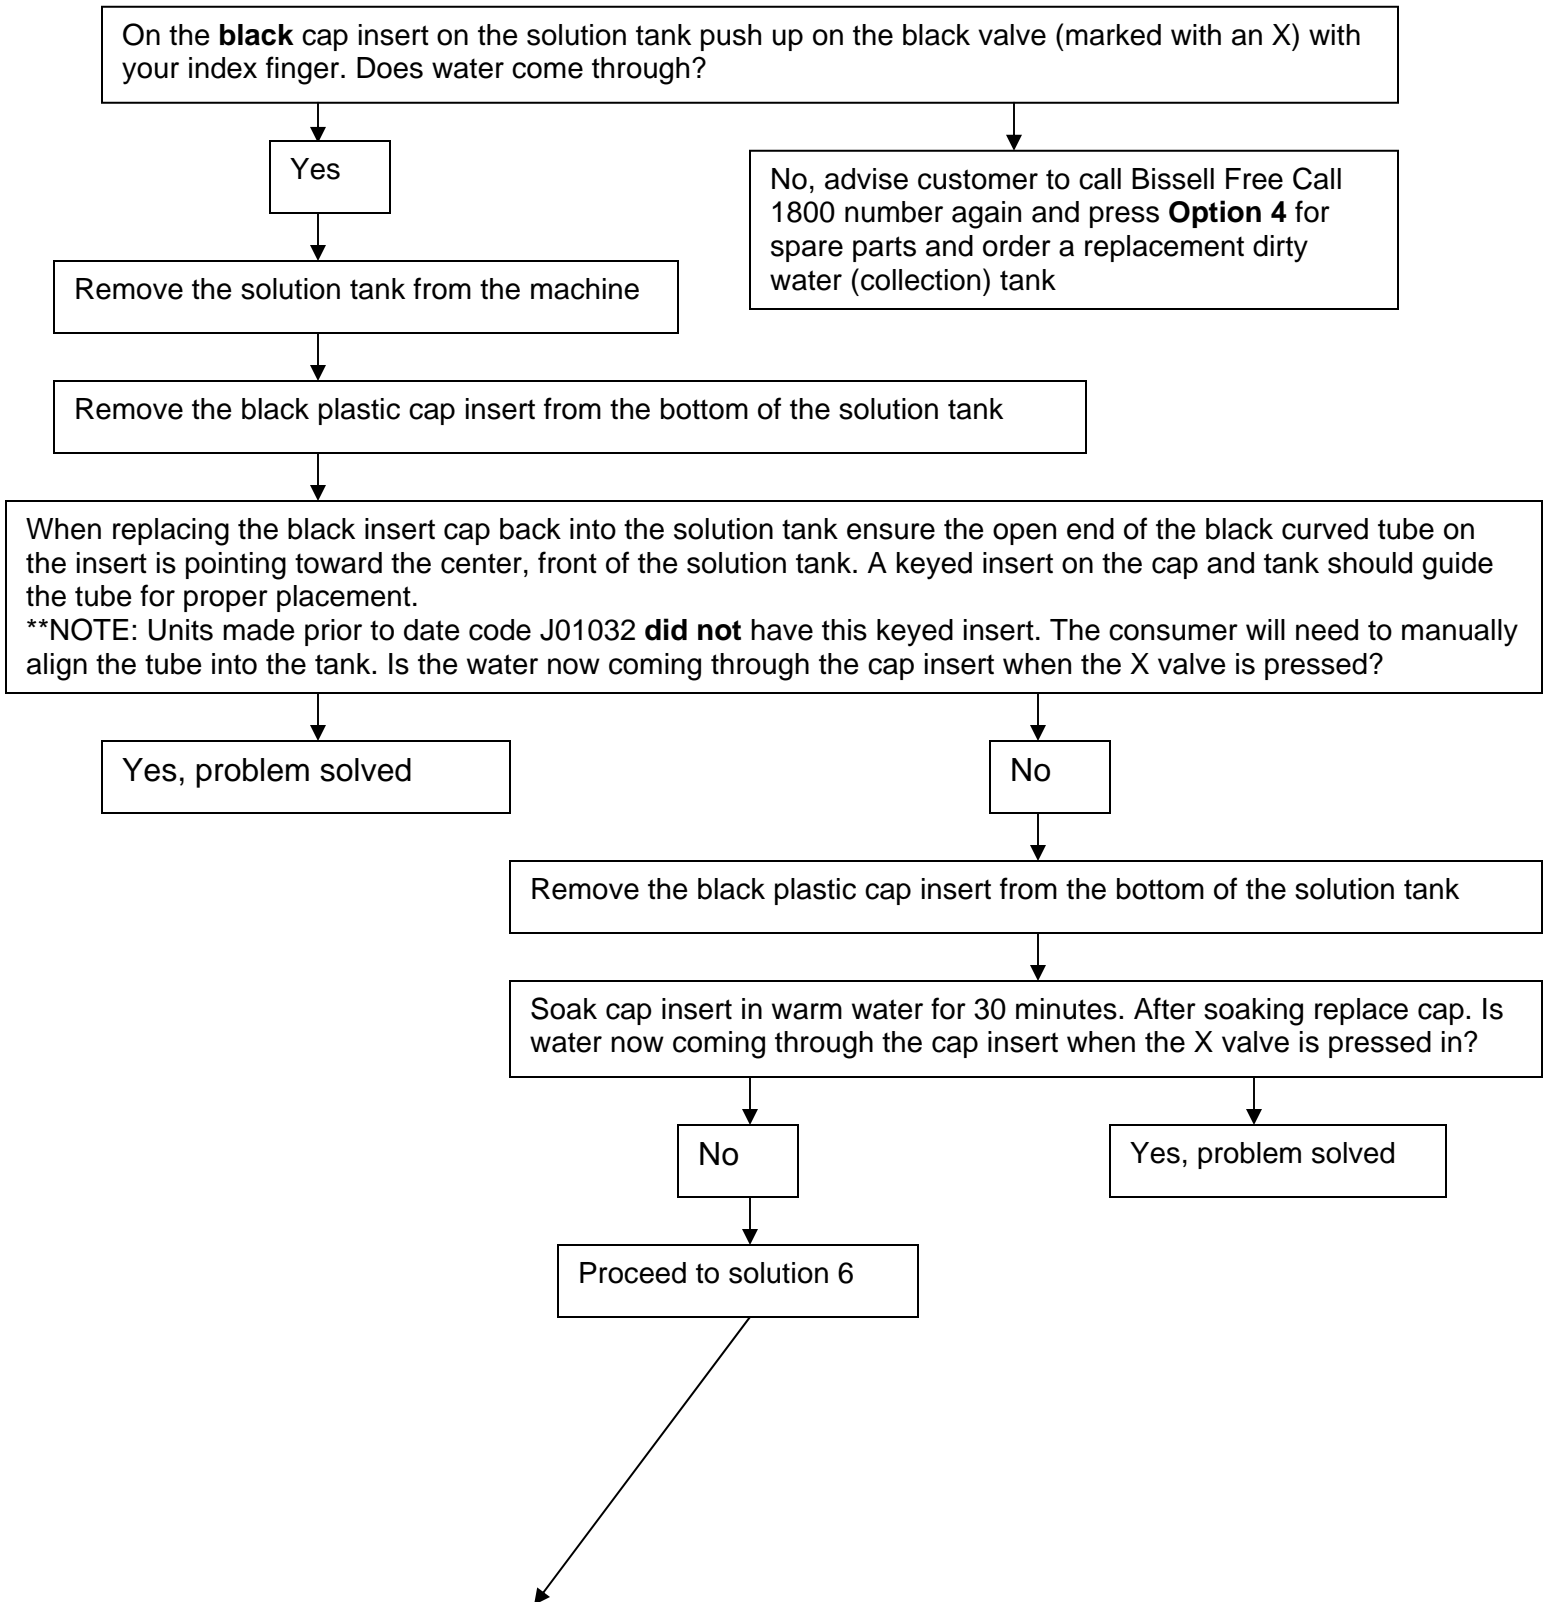 On the black cap insert on the solution tank push up on the black valve (marked with an X) with
your index finger. Does water come through?
Yes
No, advise customer to call Bissell Free Call
1800 number again and press Option 4 for
spare parts and order a replacement dirty
water (collection) tank
Remove the solution tank from the machine
Remove the black plastic cap insert from the bottom of the solution tank
When replacing the black insert cap back into the solution tank ensure the open end of the black curved tube on
the insert is pointing toward the center, front of the solution tank. A keyed insert on the cap and tank should guide
the tube for proper placement.
**NOTE: Units made prior to date code J01032 did not have this keyed insert. The consumer will need to manually
align the tube into the tank. Is the water now coming through the cap insert when the X valve is pressed?
Yes, problem solved
No
Remove the black plastic cap insert from the bottom of the solution tank
Soak cap insert in warm water for 30 minutes. After soaking replace cap. Is
water now coming through the cap insert when the X valve is pressed in?
No
Yes, problem solved
Proceed to solution 6